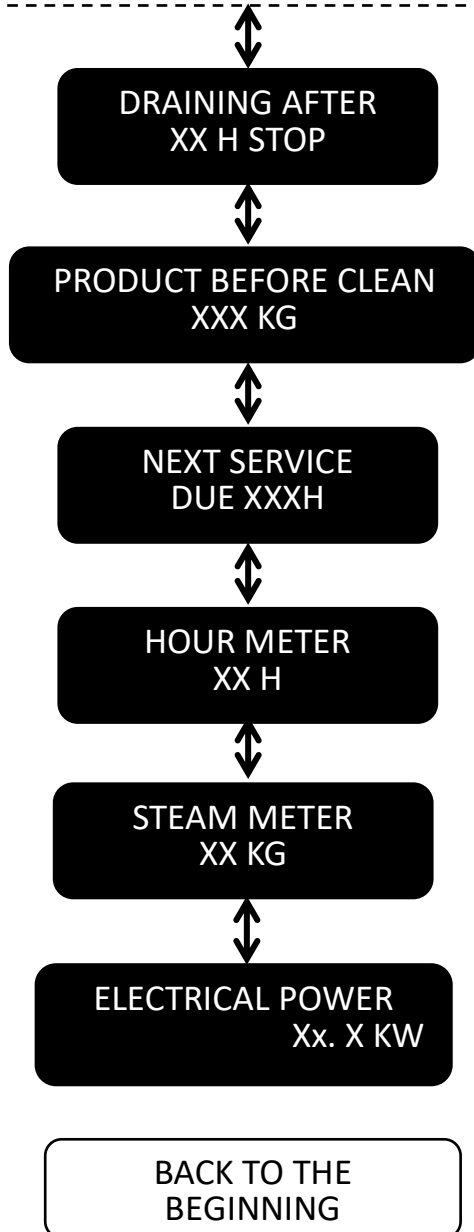 DRAINING AFTER
XX H STOP
PRODUCT BEFORE CLEAN
XXX KG
NEXT SERVICE
DUE XXXH
HOUR METER
XX H
STEAM METER
XX KG
ELECTRICAL POWER
Xx. X KW
BACK TO THE
BEGINNING